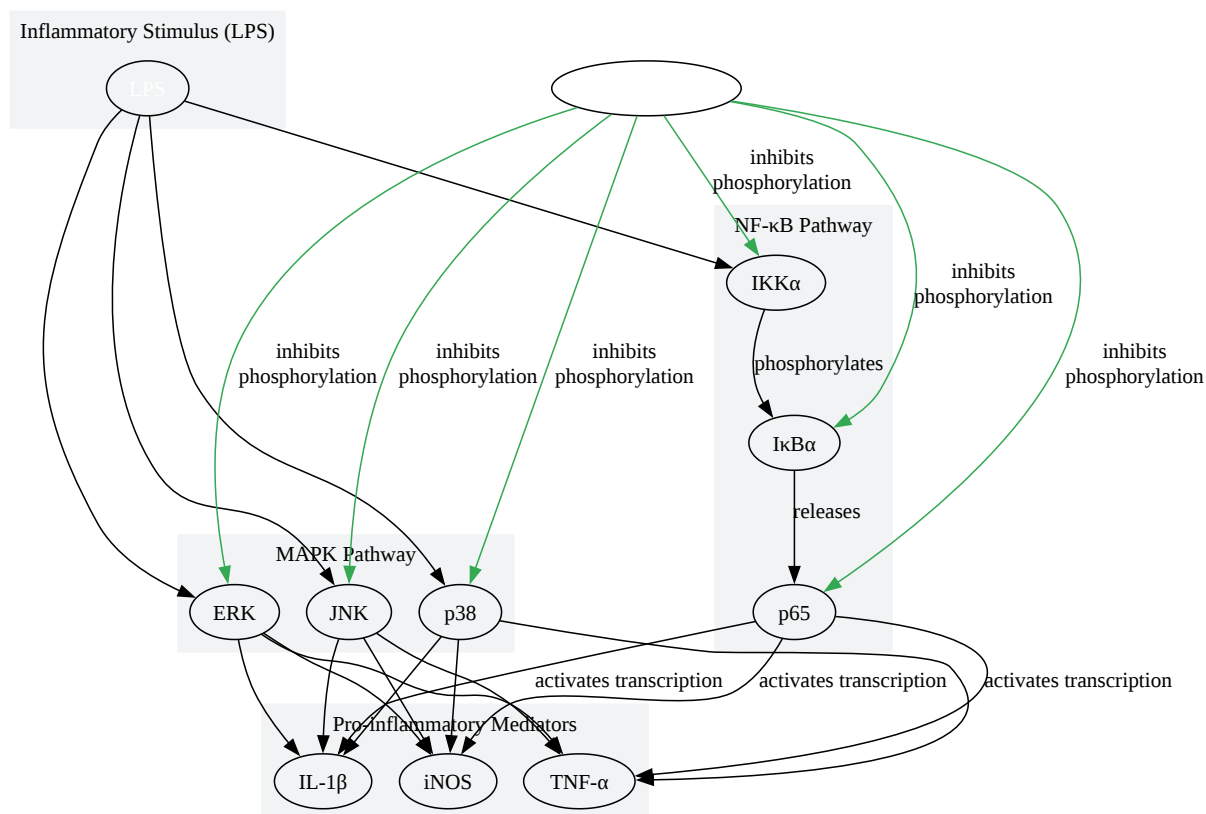 Inflammatory Stimulus (LPS)
LPS
inhibits
phosphorylation
NF-κB Pathway
IKKα
inhibits
phosphorylation
inhibits
phosphorylation
inhibits
phosphorylation
inhibits
phosphorylation
phosphorylates
inhibits
phosphorylation
IκBα
releases
MAPK Pathway
ERK
JNK
p38
p65
activates transcription
activates transcription
activates transcription
Pro-inflammatory Mediators
IL-1β
iNOS
TNF-α